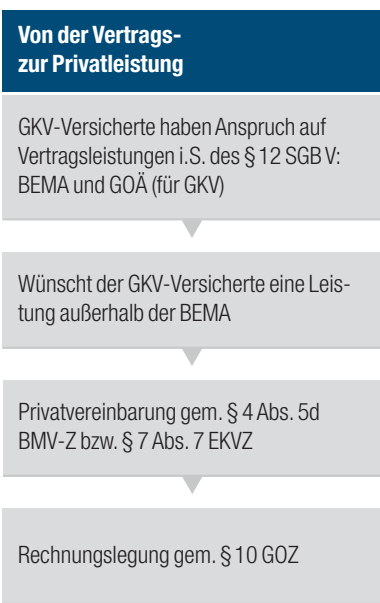 Von der Vertrags-
zur Privatleistung
GKV-Versicherte haben Anspruch auf
Vertragsleistungen i.S. des § 12 SGB V:
BEMA und GOÄ (für GKV)
Wünscht der GKV-Versicherte eine Leis-
tung außerhalb der BEMA
Privatvereinbarung gem. § 4 Abs. 5d
BMV-Z bzw. § 7 Abs. 7 EKVZ
Rechnungslegung gem. § 10 GOZ